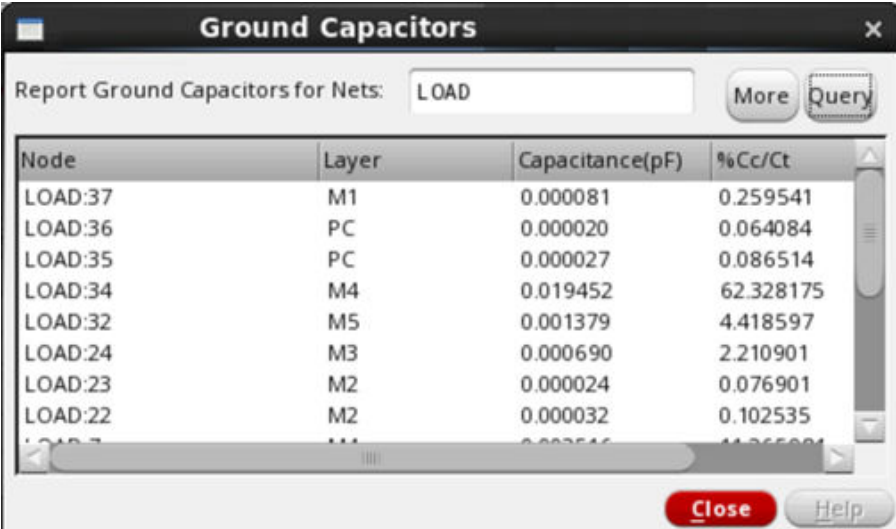 Ground Capacitors
Report Ground Capacitors for Nets: LOAD More Query
Node Layer Capacitance(pF) %Cc/Ct
LOAD:37 M1 0.000081 0.259541
LOAD:36 PC 0.000020 0.064084
LOAD:35 PC 0.000027 0.086514
LOAD:34 M4 0.019452 62.328175
LOAD:32 M5 0.001379 4.418597
LOAD:24 M3 0.000690 2.210901
LOAD:23 M2 0.000024 0.076901
LOAD:22 M2 0.000032 0.102535
Close Help